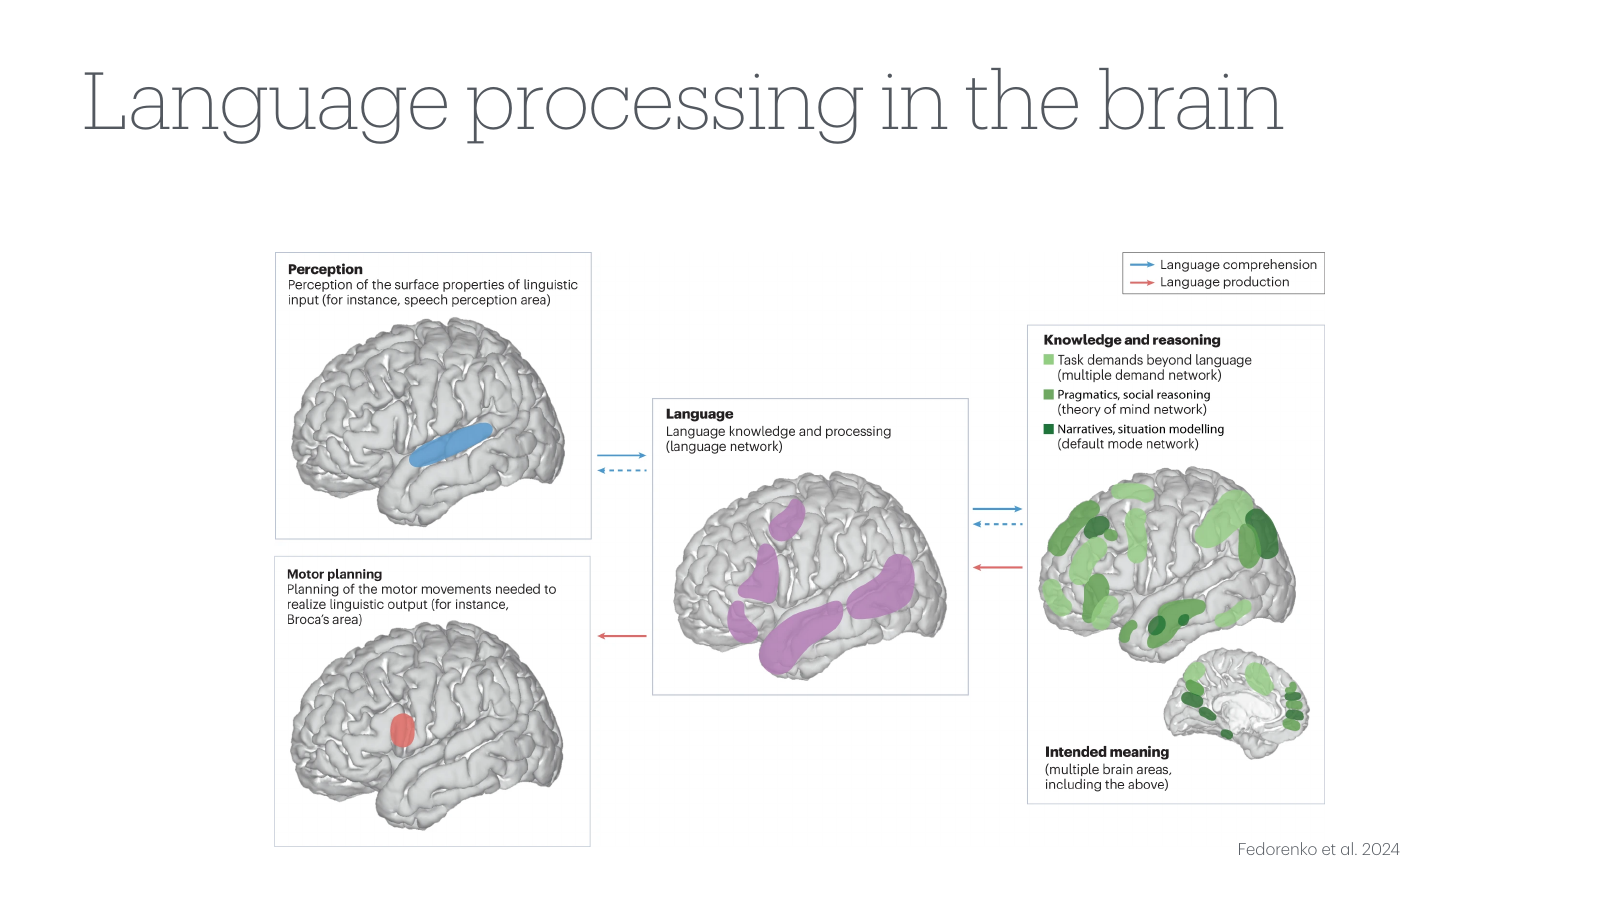 Language processing in the brain
Perception
Perception of the surface properties of linguistic
input (for instance, speech perception area)
Motor planning
Planning of the motor movements needed to
realize linguistic output (for instance,
Broca's area)
Language
Language knowledge and processing
(language network)
Language comprehension
Language production
Knowledge and reasoning
Task demands beyond language
(multiple demand network)
Pragmatics, social reasoning
(theory of mind network)
Narratives, situation modelling
(default mode network)
Intended meaning
(multiple brain areas,
including the above)
Fedorenko et al. 2024